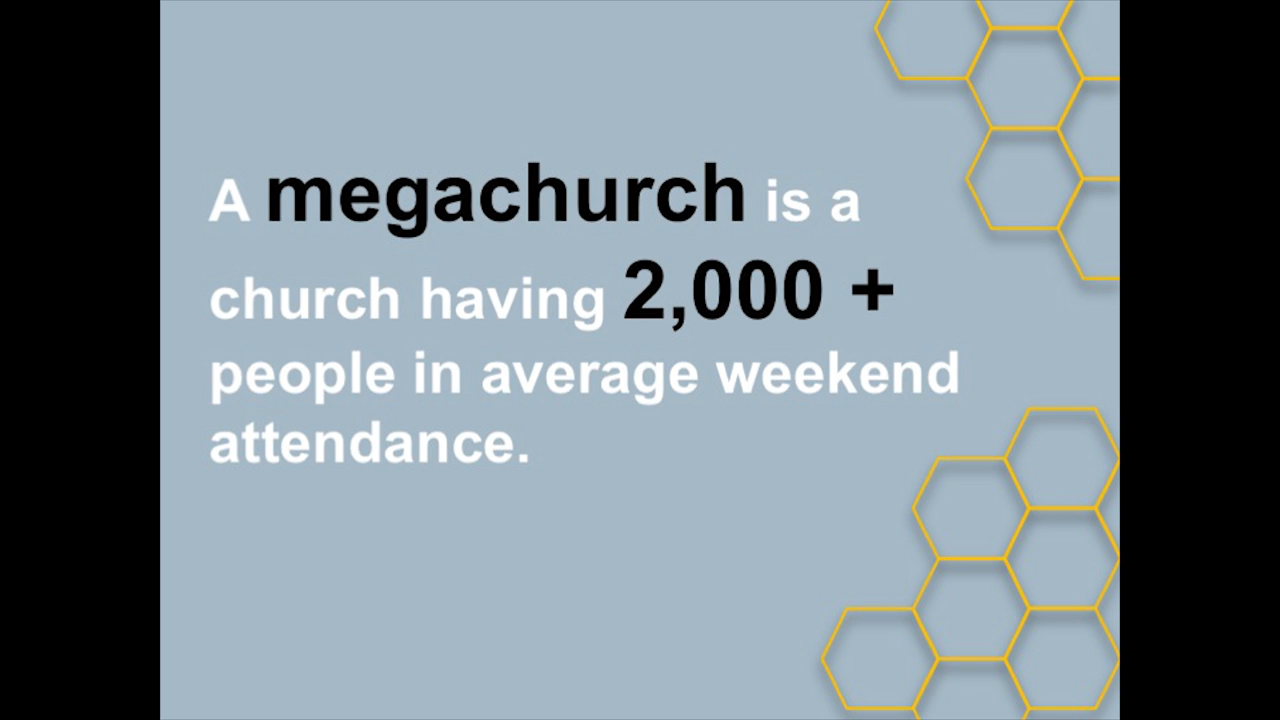 A megachurch is a
church having 2,000 +
people in average weekend
attendance.